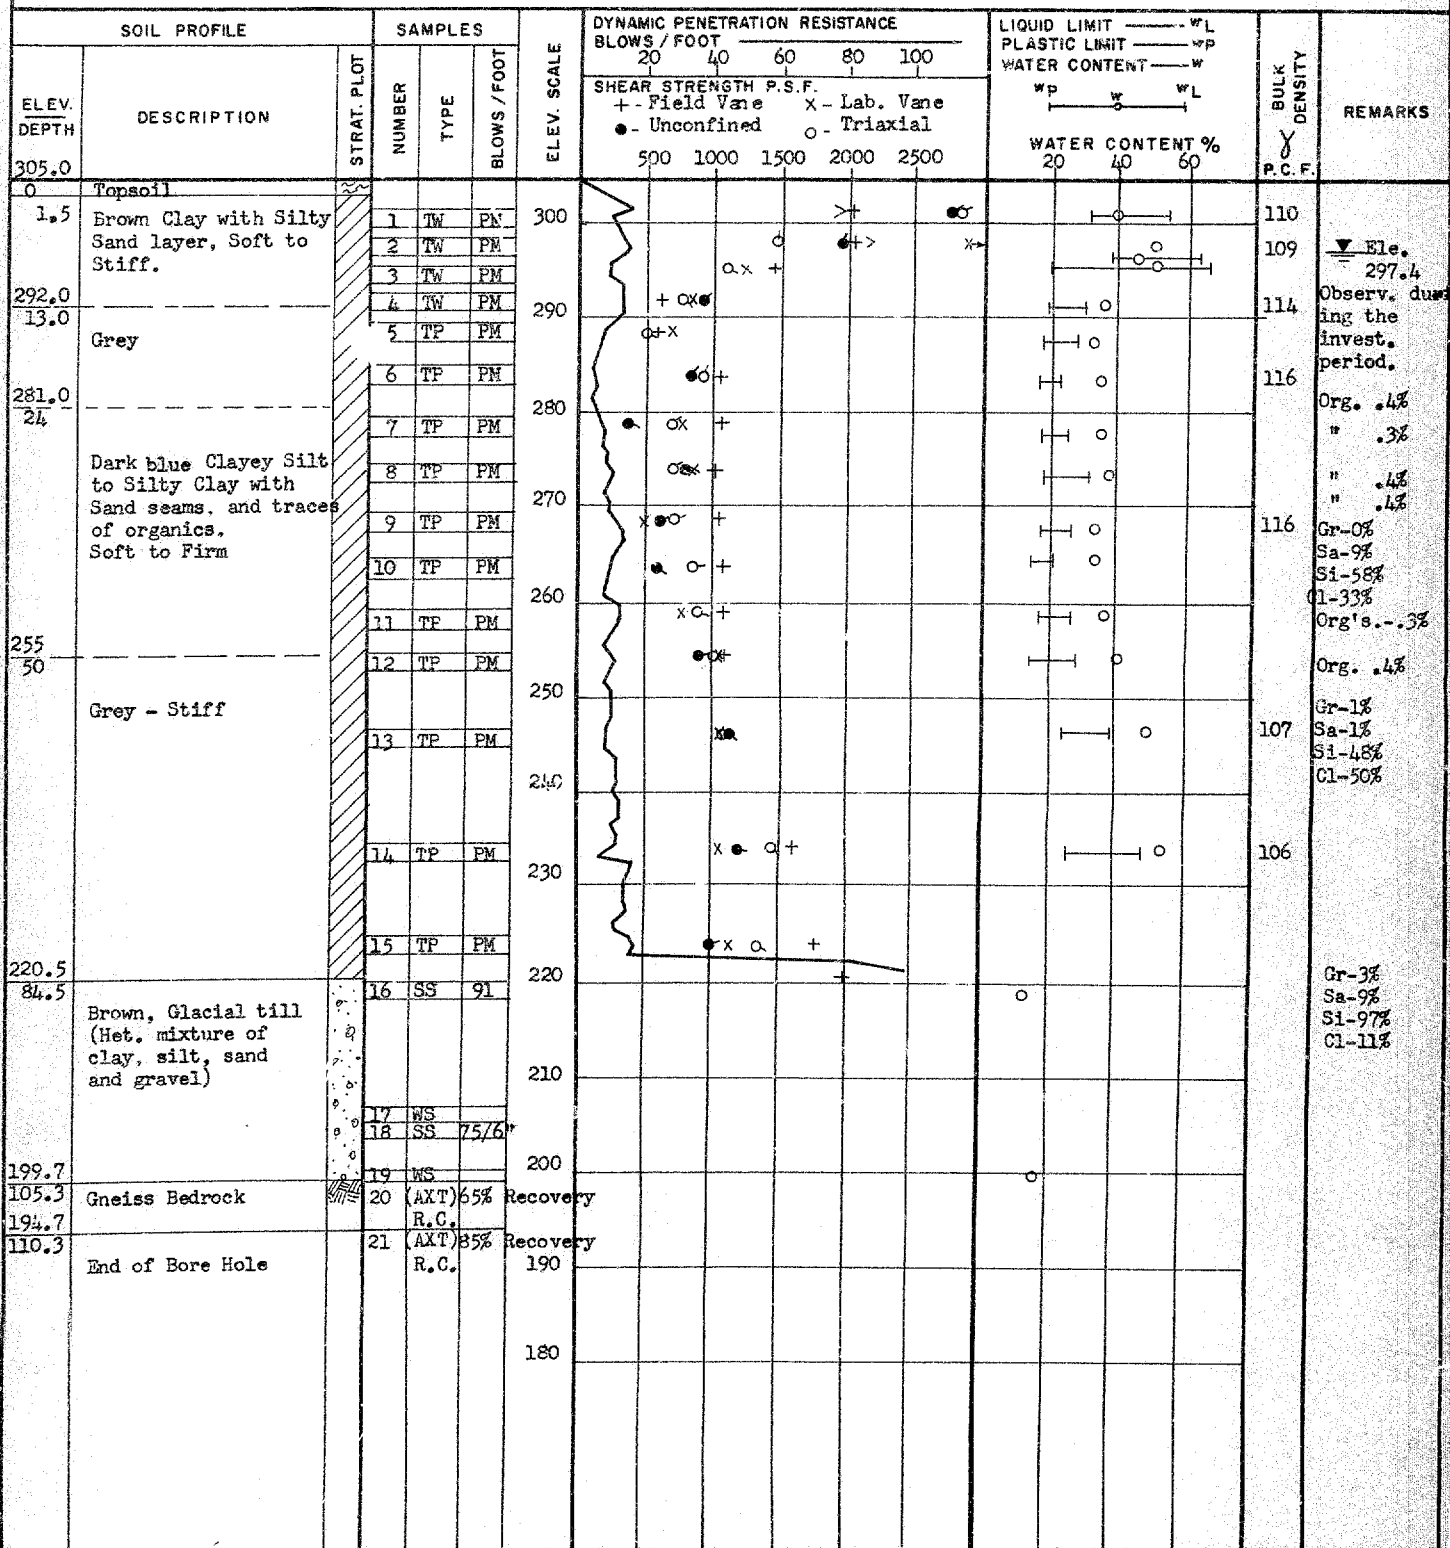 SOIL PROFILE
SAMPLES
ELEV. SCALE
DYNAMIC PENETRATION RESISTANCE
BLOWS / FOOT
20 40 60 80 100
SHEAR STRENGTH P.S.F.
+ - Field Vane x - Lab. Vane
● - Unconfined o - Triaxial
500 1000 1500 2000 2500
LIQUID LIMIT wL
PLASTIC LIMIT wP
WATER CONTENT w
wP w wL
WATER CONTENT %
20 40 60
BULK DENSITY
γ
P.C.F.
REMARKS
ELEV.
DEPTH
DESCRIPTION
STRAT. PLOT
NUMBER
TYPE
BLOWS / FOOT
305.0
0 Topsoil
1.5 Brown Clay with Silty
Sand layer, Soft to
Stiff.
292.0
13.0
Grey
281.0
24
Dark blue Clayey Silt
to Silty Clay with
Sand seams, and traces
of organics.
Soft to Firm
255
50
Grey - Stiff
220.5
84.5
Brown, Glacial till
(Het. mixture of
clay, silt, sand
and gravel)
199.7
105.3 Gneiss Bedrock
194.7
110.3
End of Bore Hole
1 TW PM
2 TW PM
3 TW PM
4 TW PM
5 TP PM
6 TP PM
7 TP PM
8 TP PM
9 TP PM
10 TP PM
11 TP PM
12 TP PM
13 TP PM
14 TP PM
15 TP PM
16 SS 91
17 WS
18 SS 75/6"
19 WS
20 (AXT) 65% Recovery
R.C.
21 (AXT) 85% Recovery
R.C.
300
290
280
270
260
250
240
230
220
210
200
190
180
110
109
114
116
116
107
106
Ele.
297.4
Observ. dur
ing the
invest.
period.
Org. .4%
" .3%
" .4%
" .4%
Gr-0%
Sa-9%
Si-58%
Cl-33%
Org's.-.3%
Org. .4%
Gr-1%
Sa-1%
Si-48%
Cl-50%
Gr-3%
Sa-9%
Si-97%
Cl-11%